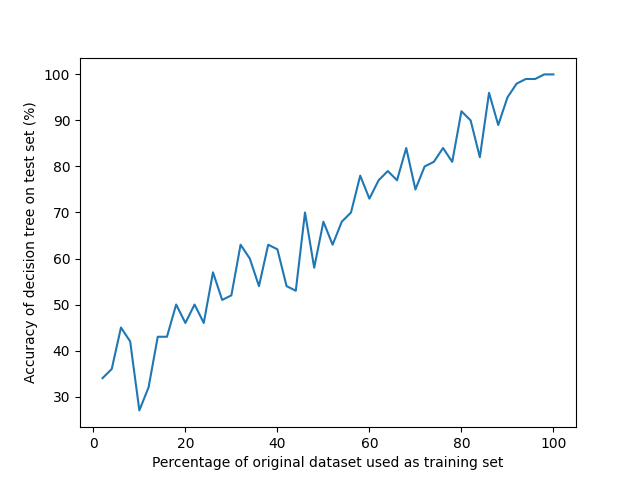 100
90
80
70
60
50
40
30
Accuracy of decision tree on test set (%)
0 20 40 60 80 100
Percentage of original dataset used as training set